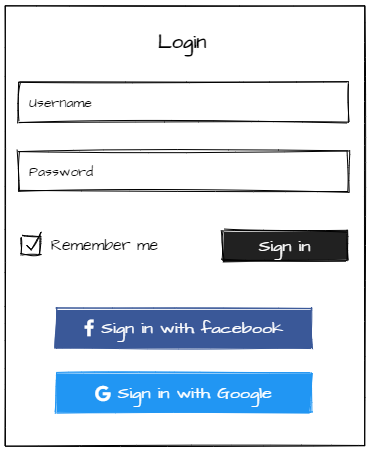 Login
Username
Password
Remember me
Sign in
f Sign in with facebook
G Sign in with Google